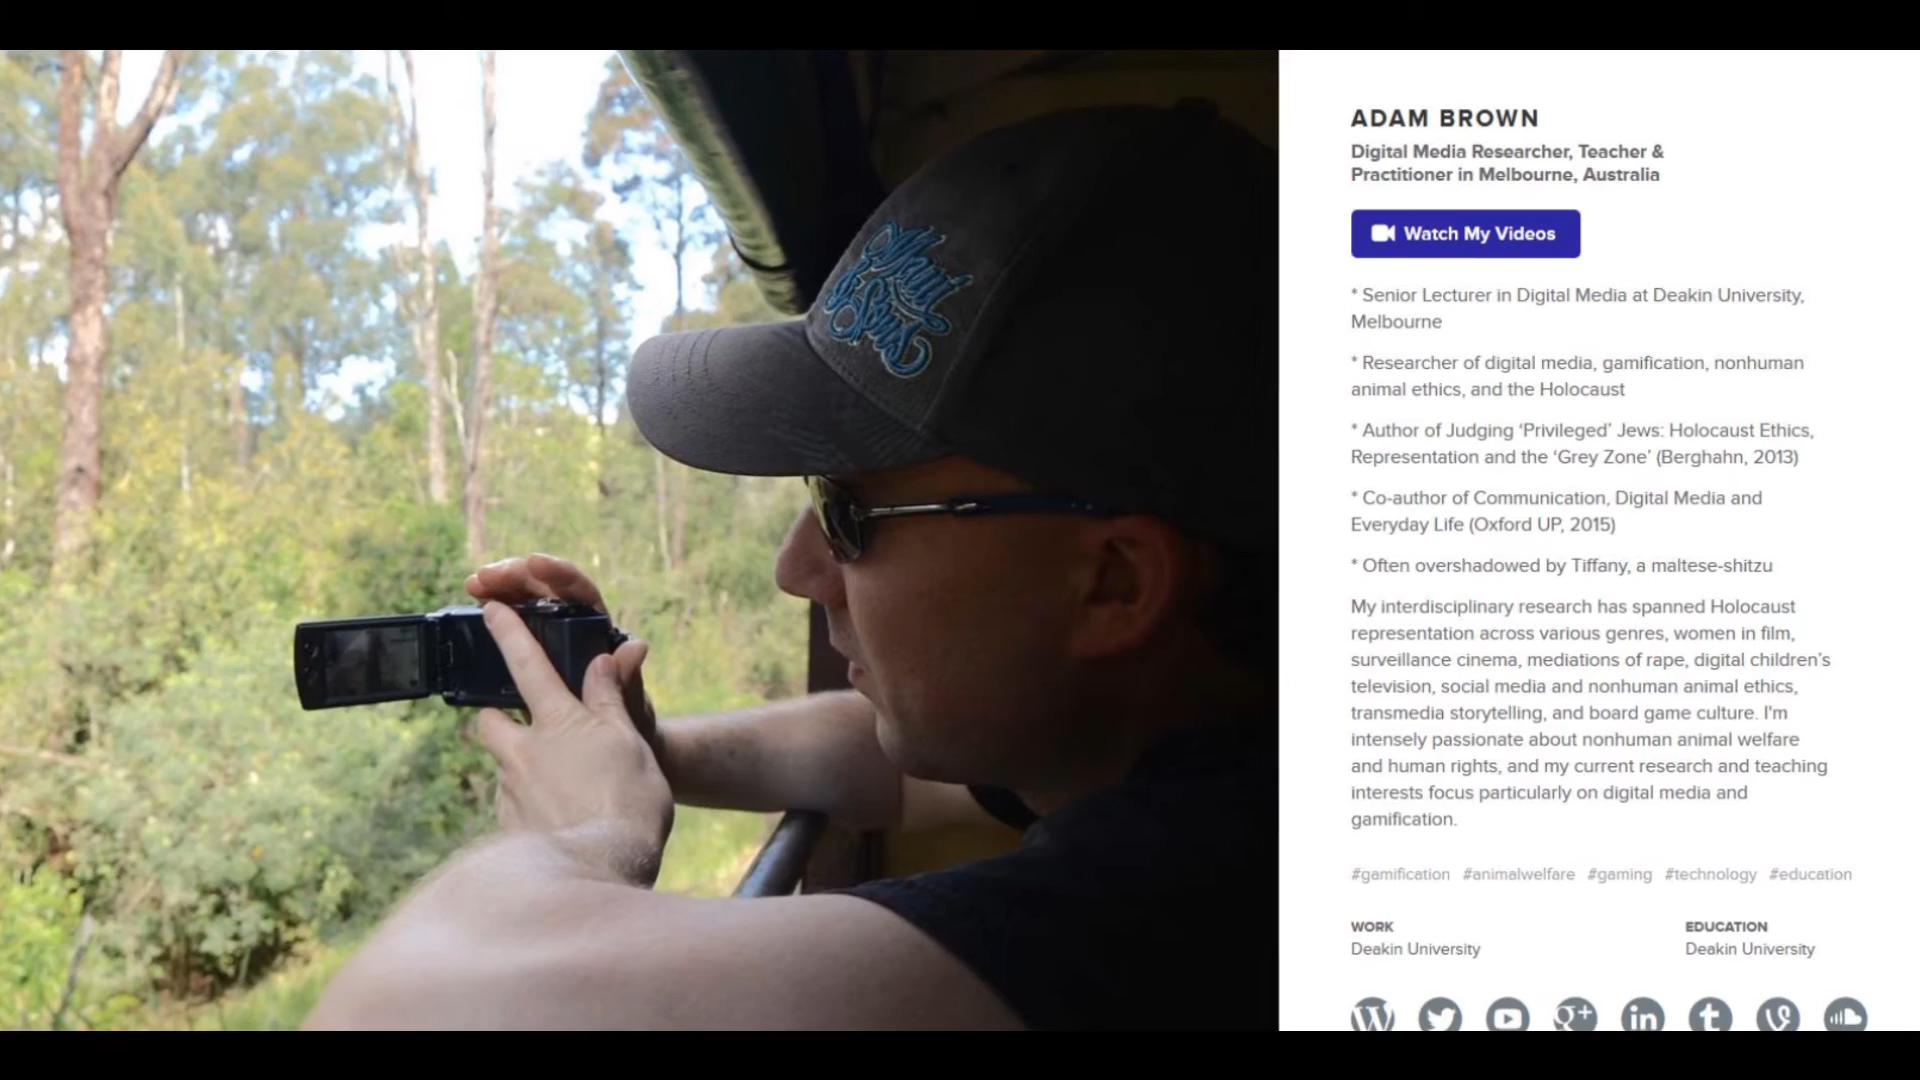 Maui
& Sons
ADAM BROWN
Digital Media Researcher, Teacher &
Practitioner in Melbourne, Australia
Watch My Videos
* Senior Lecturer in Digital Media at Deakin University,
Melbourne
* Researcher of digital media, gamification, nonhuman
animal ethics, and the Holocaust
* Author of Judging ‘Privileged’ Jews: Holocaust Ethics,
Representation and the ‘Grey Zone’ (Berghahn, 2013)
* Co-author of Communication, Digital Media and
Everyday Life (Oxford UP, 2015)
* Often overshadowed by Tiffany, a maltese-shitzu
My interdisciplinary research has spanned Holocaust
representation across various genres, women in film,
surveillance cinema, mediations of rape, digital children’s
television, social media and nonhuman animal ethics,
transmedia storytelling, and board game culture. I'm
intensely passionate about nonhuman animal welfare
and human rights, and my current research and teaching
interests focus particularly on digital media and
gamification.
#gamification #animalwelfare #gaming #technology #education
WORK
Deakin University
EDUCATION
Deakin University